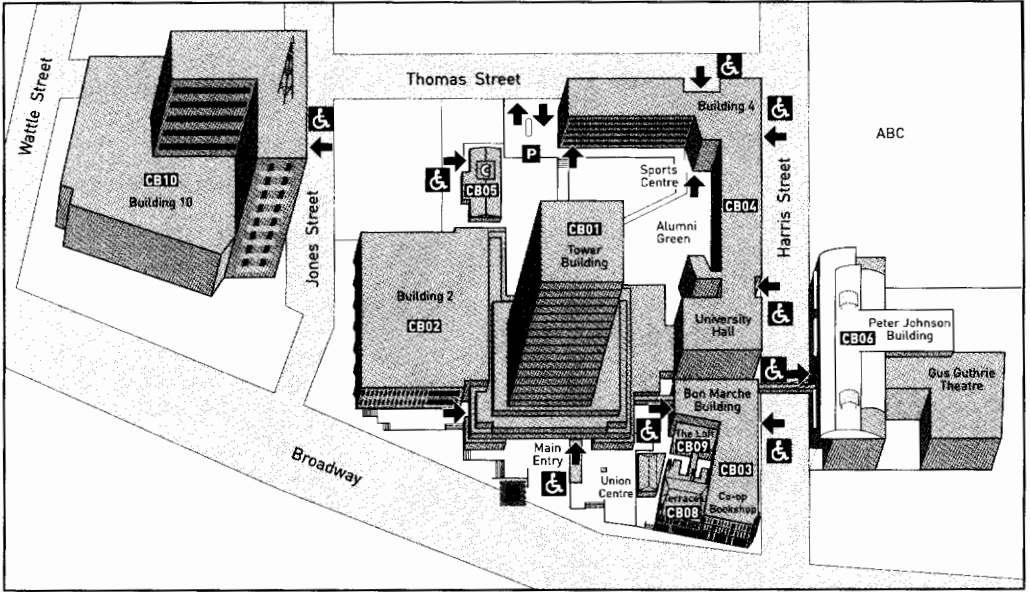 Wattle Street
Thomas Street
Building 4
ABC
P
CB10
Building 10
C
CB05
Sports
Centre
CB04
Jones Street
Harris Street
CB01
Tower
Building
Alumni
Green
Building 2
CB02
University
Hall
CB06
Peter Johnson
Building
Gus Guthrie
Theatre
Bon Marche
Building
The Loft
CB09
Broadway
Main
Entry
Union
Centre
CB03
Terraces
CB08
Co-op
Bookshop